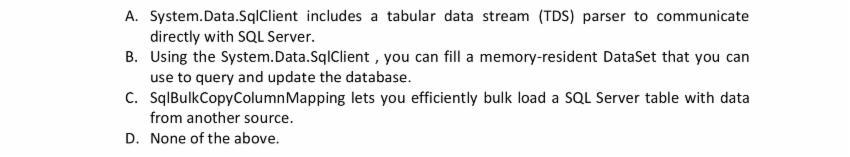 A. System.Data.SqlClient includes a tabular data stream (TDS) parser to communicate
directly with SQL Server.
B. Using the System.Data.SqlClient , you can fill a memory-resident DataSet that you can
use to query and update the database.
C. SqlBulkCopyColumnMapping lets you efficiently bulk load a SQL Server table with data
from another source.
D. None of the above.